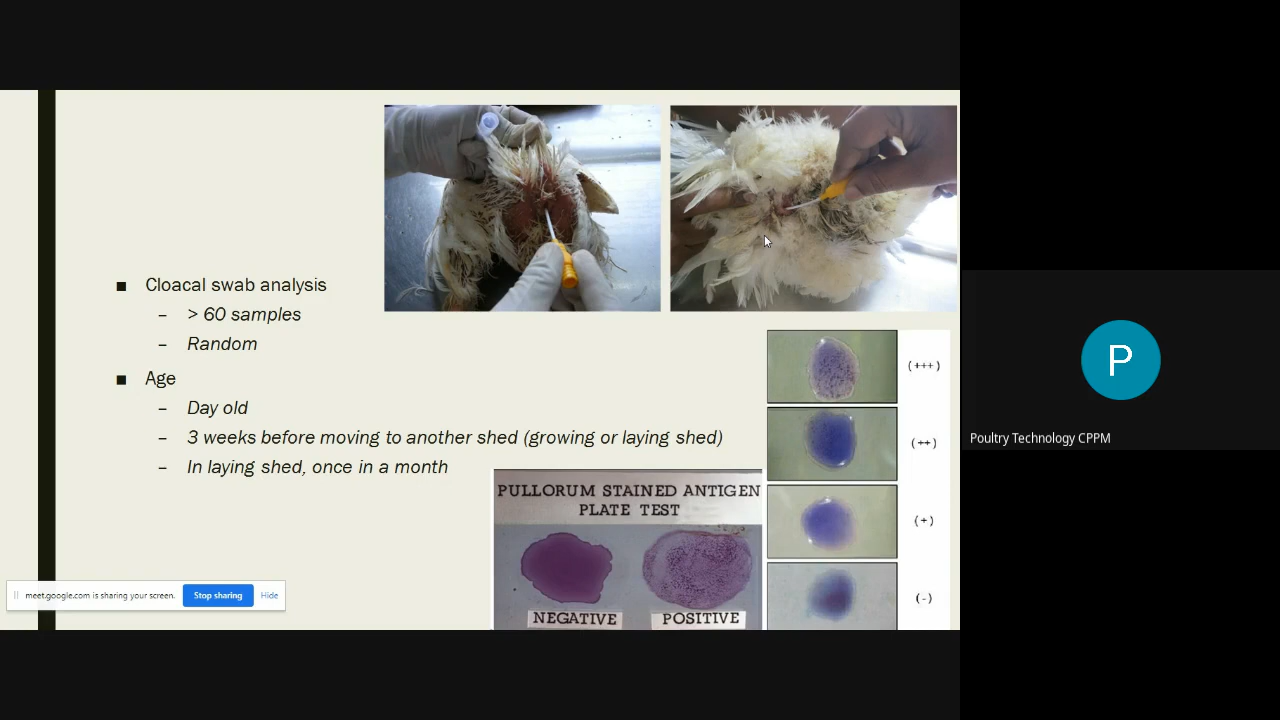 ■ Cloacal swab analysis
– > 60 samples
– Random
■ Age
– Day old
– 3 weeks before moving to another shed (growing or laying shed)
– In laying shed, once in a month
PULLORUM STAINED ANTIGEN
PLATE TEST
NEGATIVE POSITIVE
(+++)
(++)
(+)
(-)
meet.google.com is sharing your screen. Stop sharing Hide
P
Poultry Technology CPPM